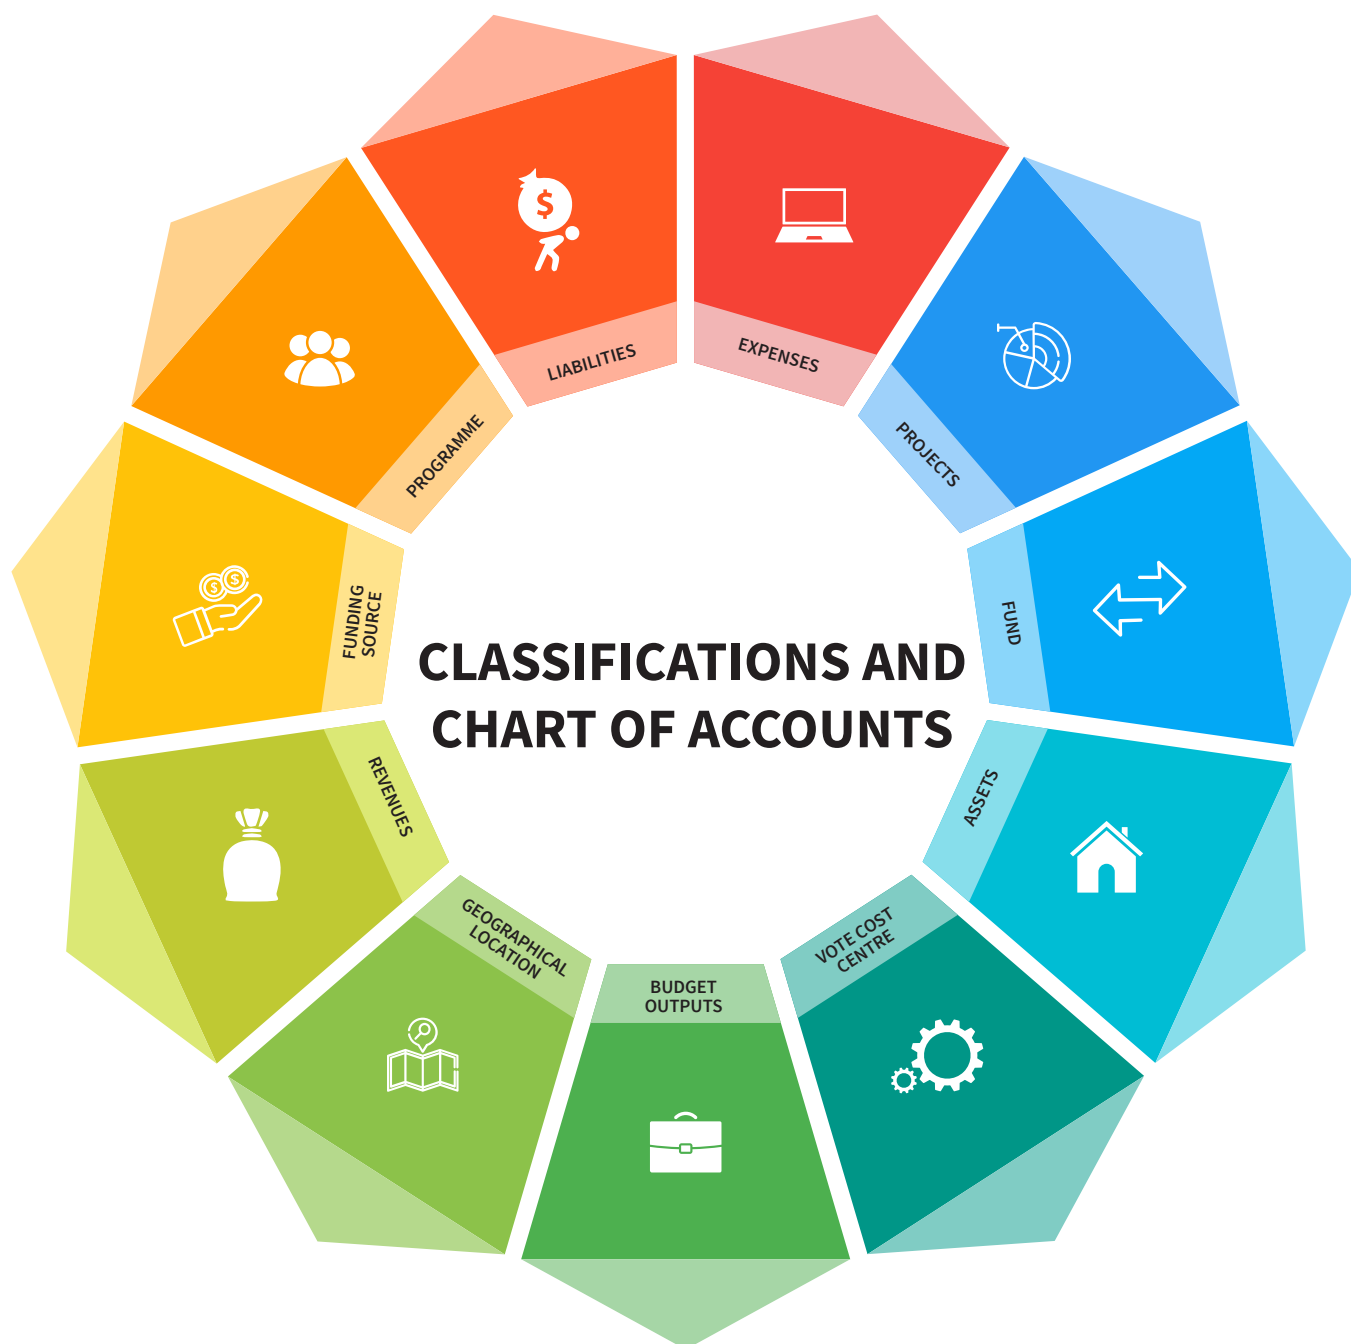 LIABILITIES
EXPENSES
PROGRAMME
PROJECTS
FUNDING
SOURCE
FUND
CLASSIFICATIONS AND
CHART OF ACCOUNTS
REVENUES
ASSETS
GEOGRAPHICAL
LOCATION
VOTE COST
CENTRE
BUDGET
OUTPUTS
$
$
$